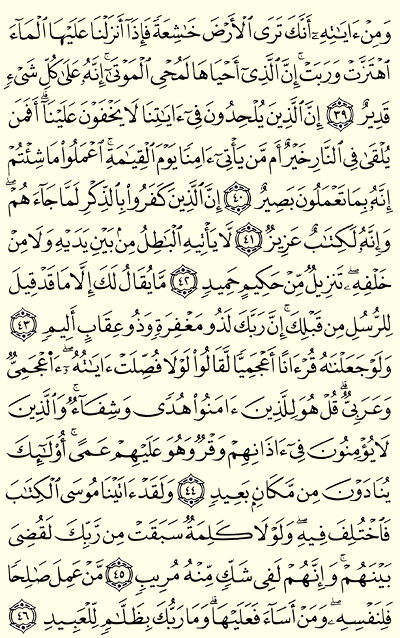 وَمِنْ ءَايَٰتِهِۦٓ أَنَّكَ تَرَى ٱلْأَرْضَ خَٰشِعَةً فَإِذَآ أَنزَلْنَا عَلَيْهَا ٱلْمَآءَ
ٱهْتَزَّتْ وَرَبَتْ ۚ إِنَّ ٱلَّذِىٓ أَحْيَاهَا لَمُحْىِ ٱلْمَوْتَىٰٓ ۚ إِنَّهُۥ عَلَىٰ كُلِّ شَىْءٍ
قَدِيرٌ ٣٩ إِنَّ ٱلَّذِينَ يُلْحِدُونَ فِىٓ ءَايَٰتِنَا لَا يَخْفَوْنَ عَلَيْنَآ ۗ أَفَمَن
يُلْقَىٰ فِى ٱلنَّارِ خَيْرٌ أَم مَّن يَأْتِىٓ ءَامِنًا يَوْمَ ٱلْقِيَٰمَةِ ۚ ٱعْمَلُوا۟ مَا شِئْتُمْ ۖ
إِنَّهُۥ بِمَا تَعْمَلُونَ بَصِيرٌ ٤٠ إِنَّ ٱلَّذِينَ كَفَرُوا۟ بِٱلذِّكْرِ لَمَّا جَآءَهُمْ ۖ
وَإِنَّهُۥ لَكِتَٰبٌ عَزِيزٌ ٤١ لَّا يَأْتِيهِ ٱلْبَٰطِلُ مِنۢ بَيْنِ يَدَيْهِ وَلَا مِنْ
خَلْفِهِۦ ۖ تَنزِيلٌ مِّنْ حَكِيمٍ حَمِيدٍ ٤٢ مَّا يُقَالُ لَكَ إِلَّا مَا قَدْ قِيلَ
لِلرُّسُلِ مِن قَبْلِكَ ۚ إِنَّ رَبَّكَ لَذُو مَغْفِرَةٍ وَذُو عِقَابٍ أَلِيمٍ ٤٣
وَلَوْ جَعَلْنَٰهُ قُرْءَانًا أَعْجَمِيًّا لَّقَالُوا۟ لَوْلَا فُصِّلَتْ ءَايَٰتُهُۥٓ ۖ ءَا۬عْجَمِىٌّ
وَعَرَبِىٌّ ۗ قُلْ هُوَ لِلَّذِينَ ءَامَنُوا۟ هُدًى وَشِفَآءٌ ۖ وَٱلَّذِينَ
لَا يُؤْمِنُونَ فِىٓ ءَاذَانِهِمْ وَقْرٌ وَهُوَ عَلَيْهِمْ عَمًى ۚ أُو۟لَٰٓئِكَ
يُنَادَوْنَ مِن مَّكَانٍۭ بَعِيدٍ ٤٤ وَلَقَدْ ءَاتَيْنَا مُوسَى ٱلْكِتَٰبَ
فَٱخْتُلِفَ فِيهِ ۗ وَلَوْلَا كَلِمَةٌ سَبَقَتْ مِن رَّبِّكَ لَقُضِىَ
بَيْنَهُمْ ۚ وَإِنَّهُمْ لَفِى شَكٍّ مِّنْهُ مُرِيبٍ ٤٥ مَّنْ عَمِلَ صَٰلِحًا
فَلِنَفْسِهِۦ ۖ وَمَنْ أَسَآءَ فَعَلَيْهَا ۗ وَمَا رَبُّكَ بِظَلَّٰمٍ لِّلْعَبِيدِ ٤٦